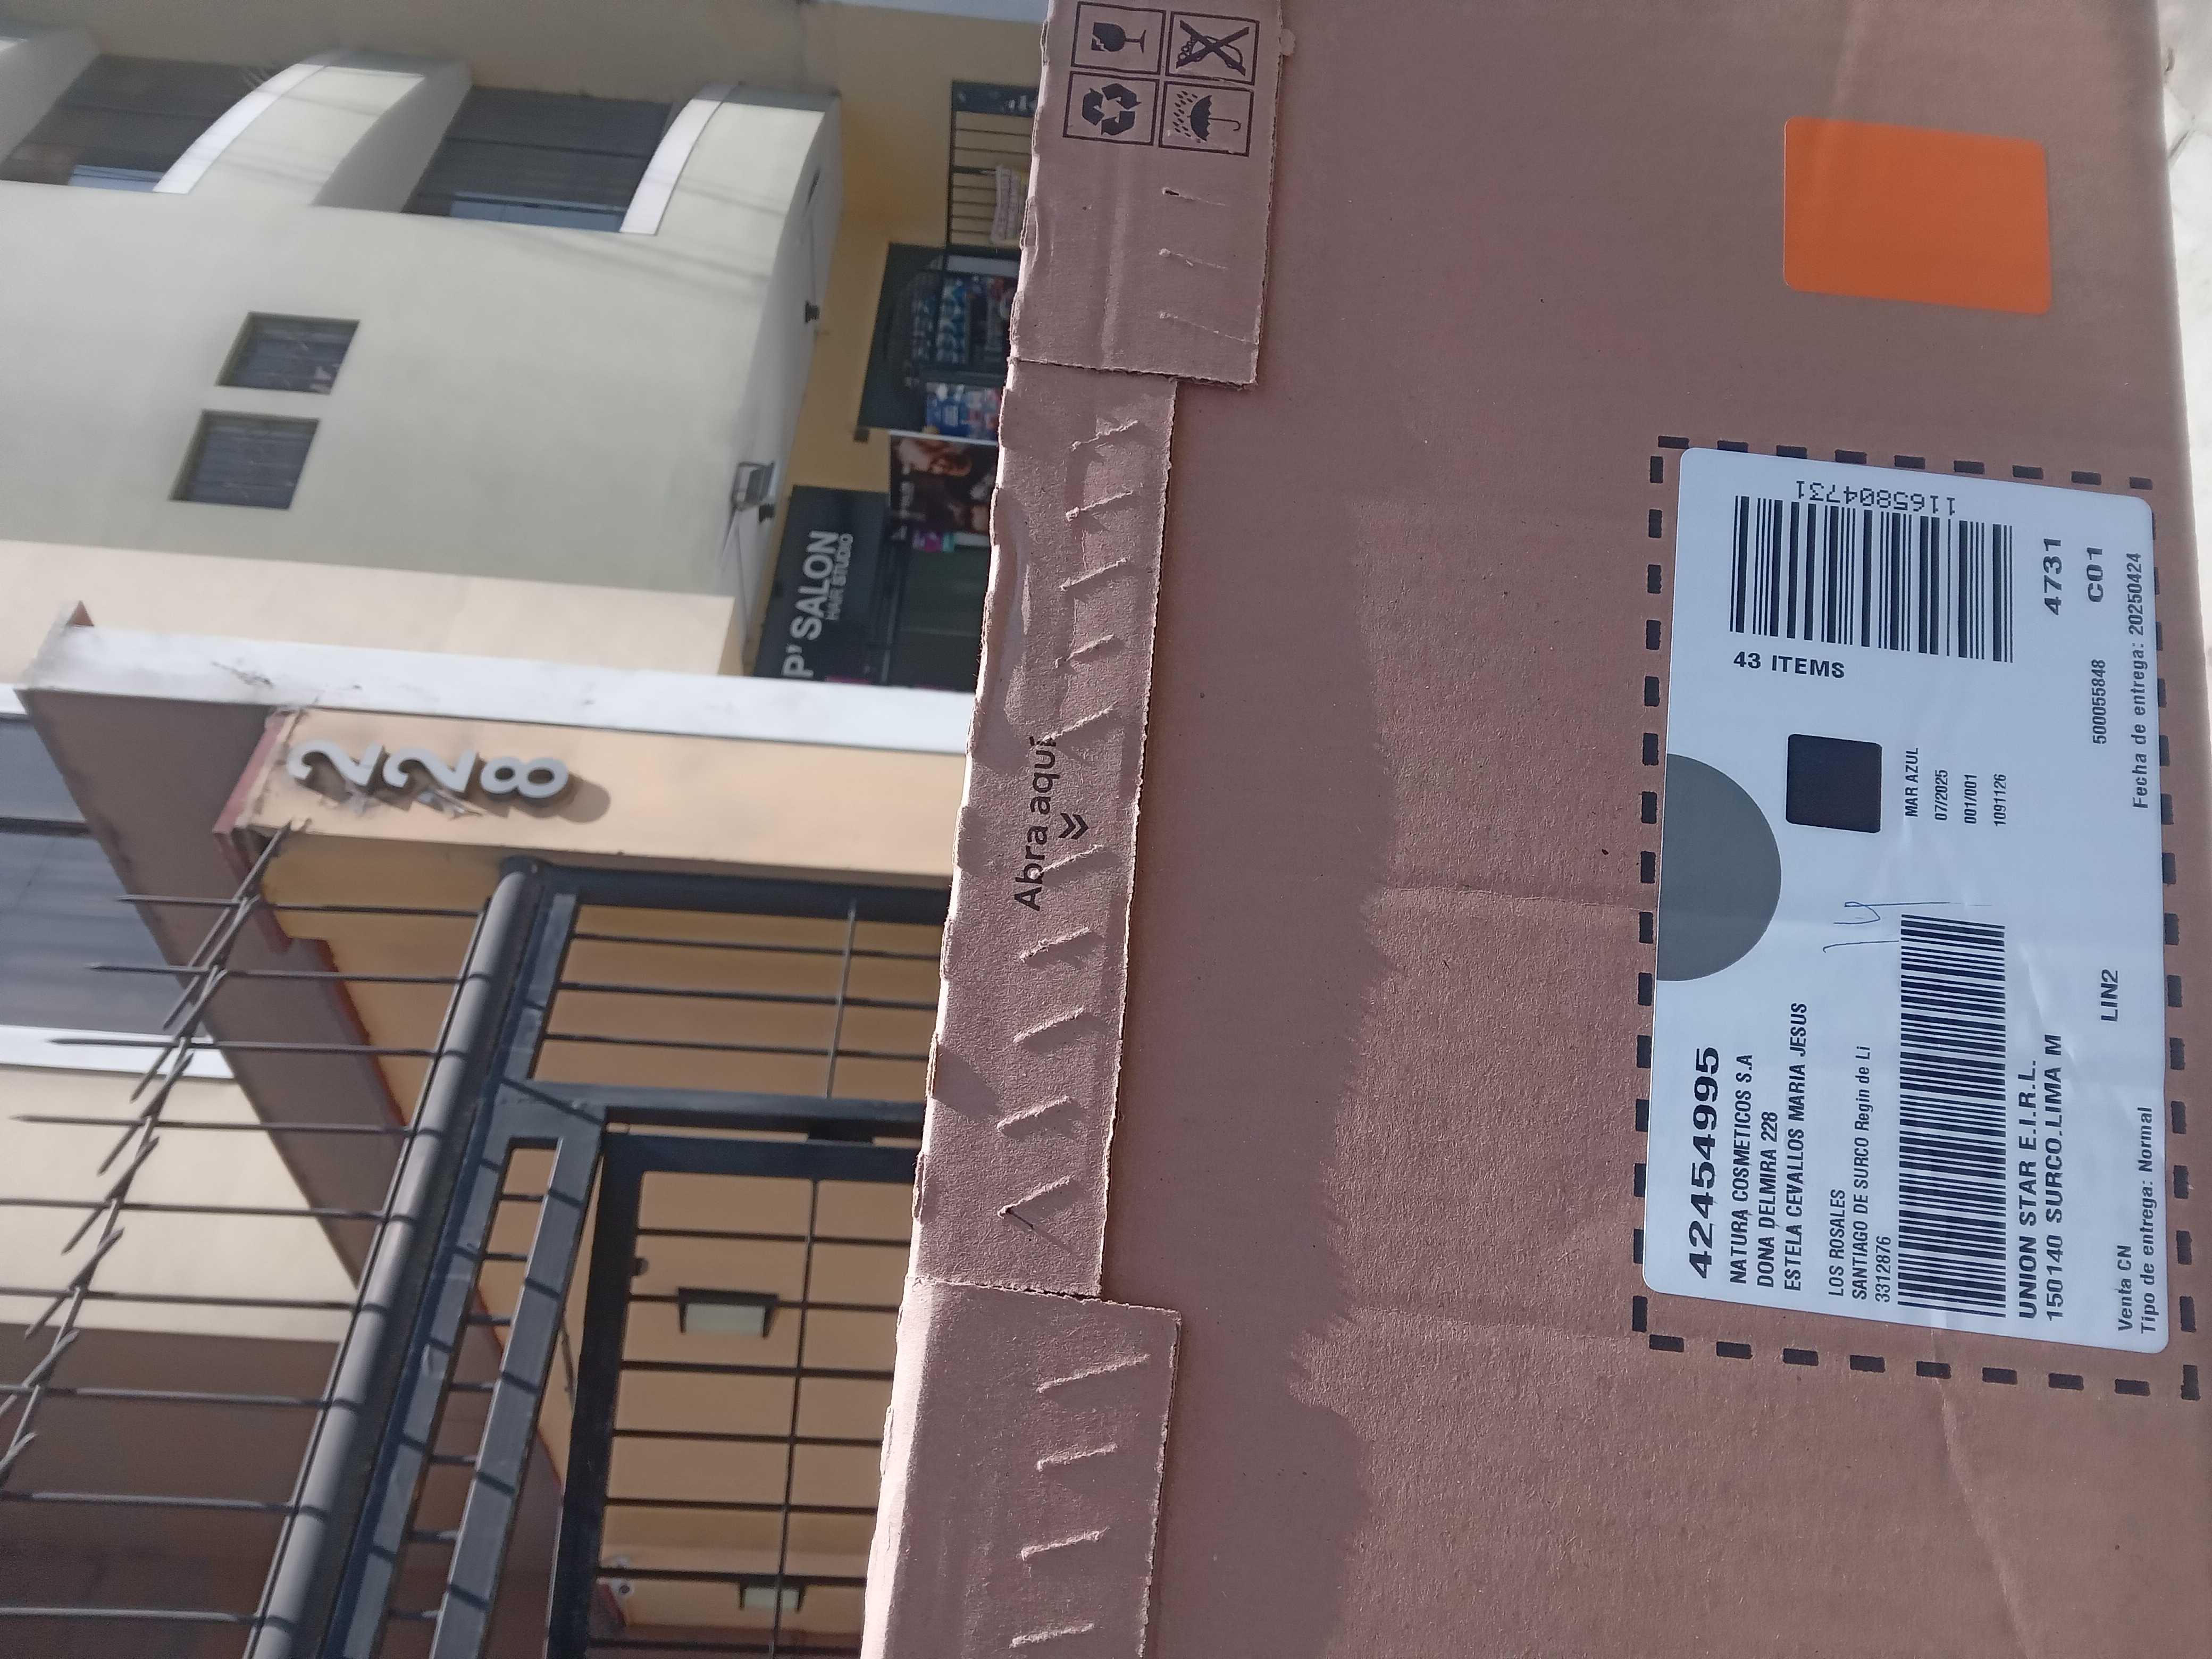 228
P' SALON
HAIR STUDIO
Abra aquí
42454995
NATURA COSMETICOS S.A
DONA DELMIRA 228
ESTELA CEVALLOS MARIA JESUS
LOS ROSALES
SANTIAGO DE SURCO Regin de Li
3312876
UNION STAR E.I.R.L.
150140 SURCO.LIMA M
LIN2
Venta CN
Tipo de entrega: Normal
14
43 ITEMS
1165804731
MAR AZUL
07/2025
001/001
1091126
4731
C01
500055848
Fecha de entrega: 20250424